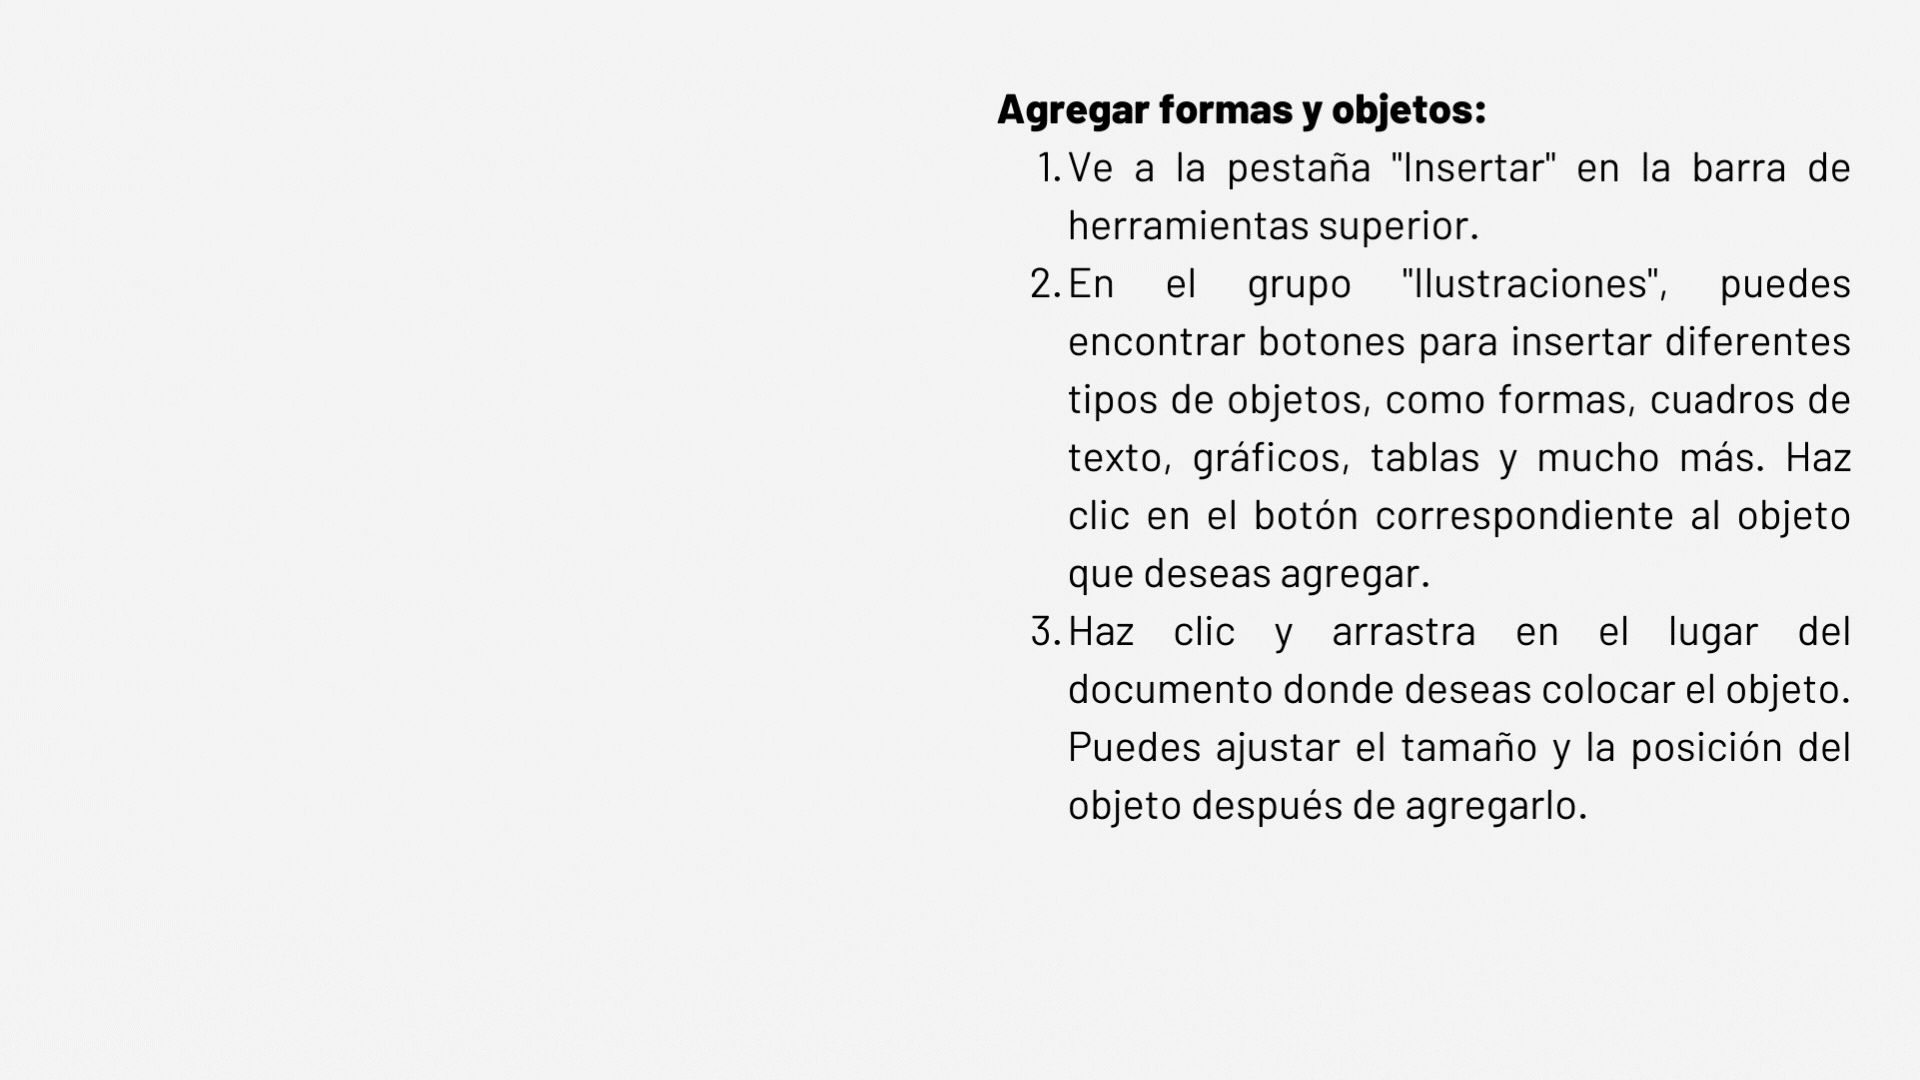 Agregar formas y objetos:
1. Ve a la pestaña "Insertar" en la barra de
herramientas superior.
2. En el grupo "Ilustraciones", puedes
encontrar botones para insertar diferentes
tipos de objetos, como formas, cuadros de
texto, gráficos, tablas y mucho más. Haz
clic en el botón correspondiente al objeto
que deseas agregar.
3. Haz clic y arrastra en el lugar del
documento donde deseas colocar el objeto.
Puedes ajustar el tamaño y la posición del
objeto después de agregarlo.